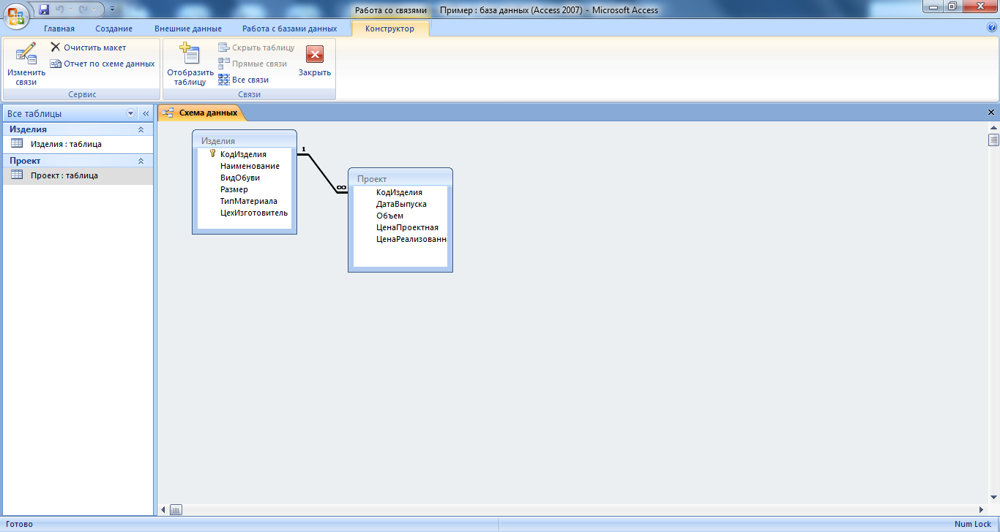 Работа со связями Пример : база данных (Access 2007) - Microsoft Access
Главная Создание Внешние данные Работа с базами данных Конструктор
Изменить связи
Очистить макет
Отчет по схеме данных
Сервис
Отобразить таблицу
Скрыть таблицу
Прямые связи
Все связи
Закрыть
Связи
Все таблицы
Изделия
Изделия : таблица
Проект
Проект : таблица
Схема данных
Изделия
КодИзделия
Наименование
ВидОбуви
Размер
ТипМатериала
ЦехИзготовитель
1
∞
Проект
КодИзделия
ДатаВыпуска
Объем
ЦенаПроектная
ЦенаРеализованн
Готово
Num Lock